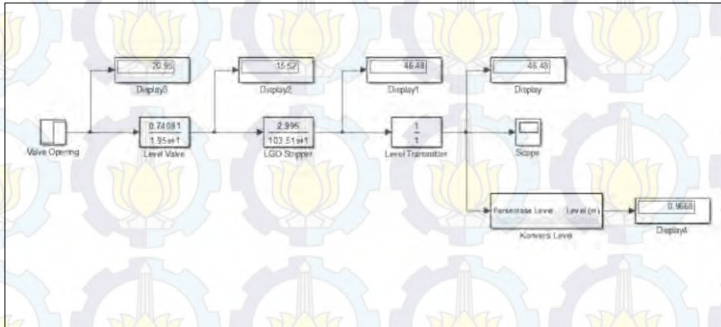 20.95
15.52
46.48
46.48
Display3
Display2
Display1
Display
0.74081
1.95s+1
2.995
103.51s+1
1
1
Valve Opening
Level Valve
LGO Stripper
Level Transmitter
Scope
Persentase Level
Level (m)
0.9668
Konversi Level
Display4